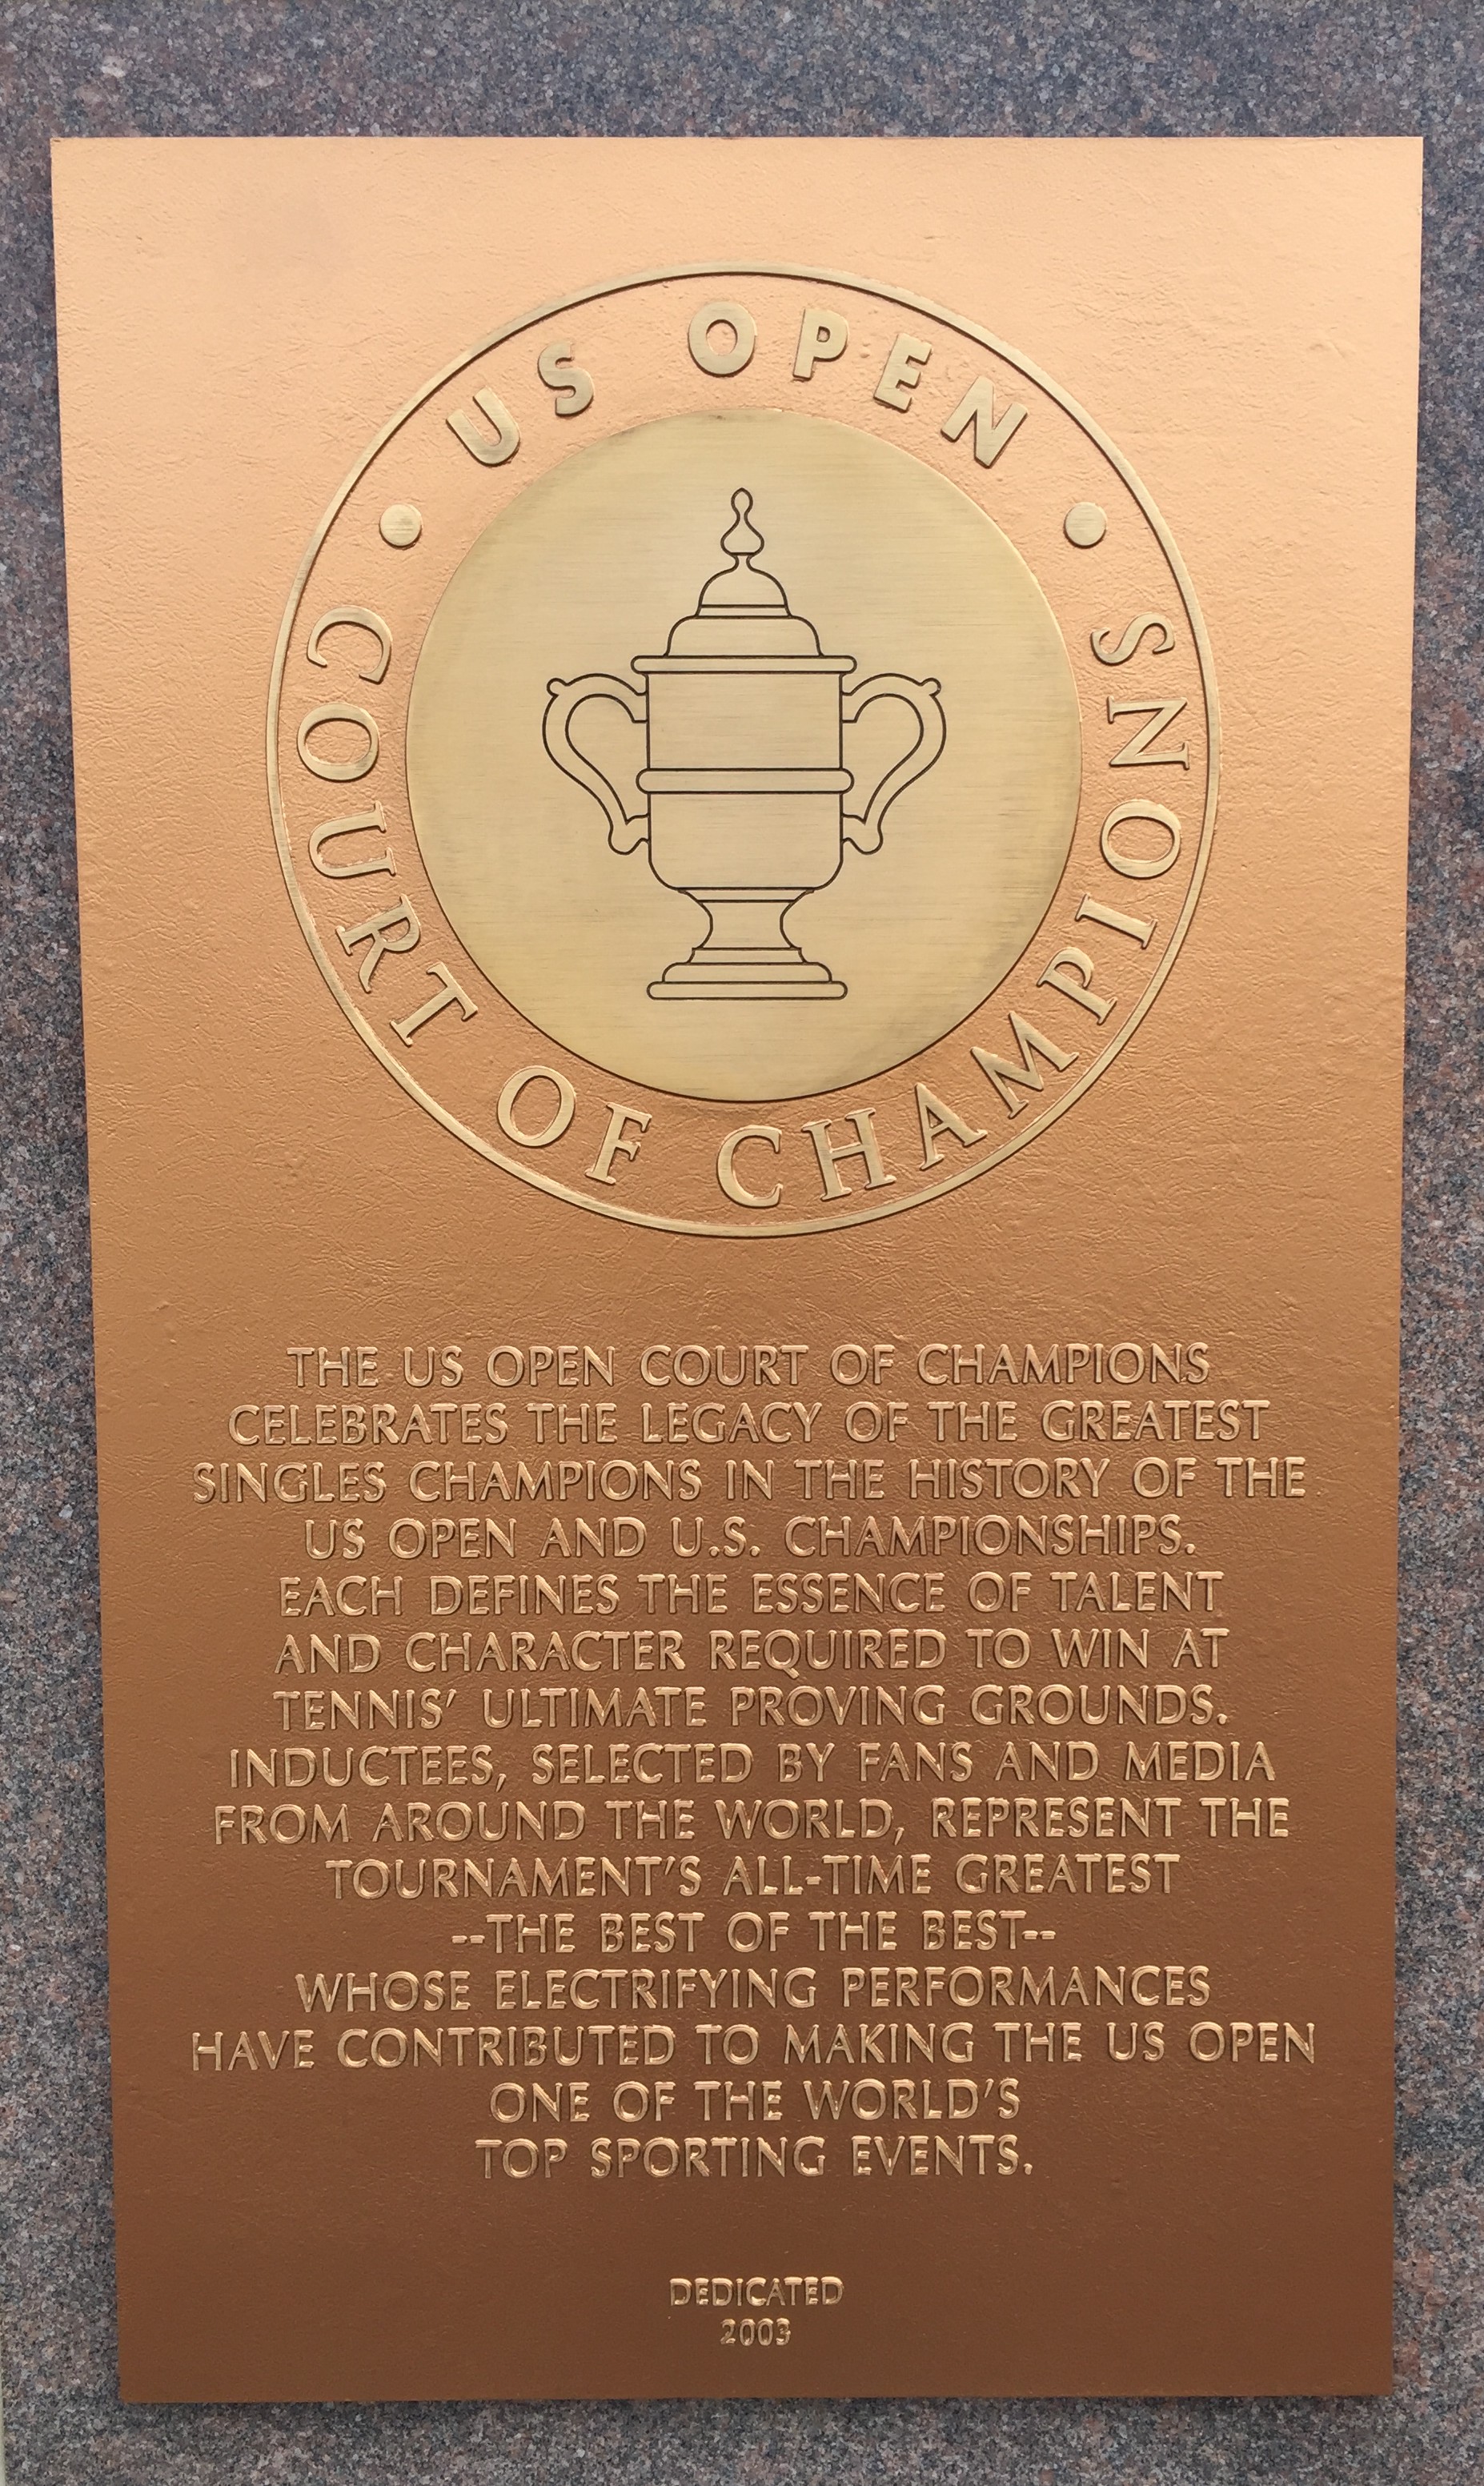 US OPEN
COURT OF CHAMPIONS
THE US OPEN COURT OF CHAMPIONS
CELEBRATES THE LEGACY OF THE GREATEST
SINGLES CHAMPIONS IN THE HISTORY OF THE
US OPEN AND U.S. CHAMPIONSHIPS.
EACH DEFINES THE ESSENCE OF TALENT
AND CHARACTER REQUIRED TO WIN AT
TENNIS' ULTIMATE PROVING GROUNDS.
INDUCTEES, SELECTED BY FANS AND MEDIA
FROM AROUND THE WORLD, REPRESENT THE
TOURNAMENT'S ALL-TIME GREATEST
--THE BEST OF THE BEST--
WHOSE ELECTRIFYING PERFORMANCES
HAVE CONTRIBUTED TO MAKING THE US OPEN
ONE OF THE WORLD'S
TOP SPORTING EVENTS.
DEDICATED
2003